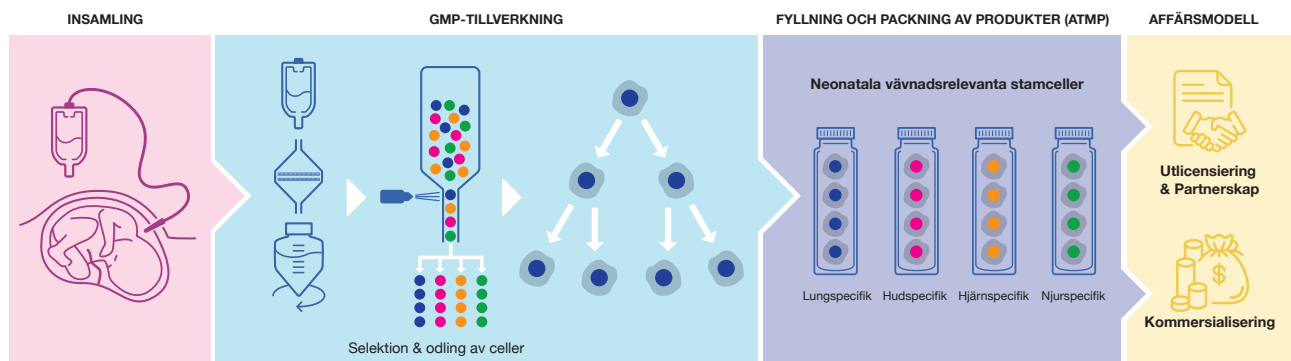 INSAMLING
GMP-TILLVERKNING
FYLLNING OCH PACKNING AV PRODUKTER (ATMP)
AFFÄRSMODELL
Neonatala vävnadsrelevanta stamceller
Utlicensiering
& Partnerskap
$
Lungspecifik
Hudspecifik
Hjärnspecifik
Njurspecifik
Kommersialisering
Selektion & odling av celler